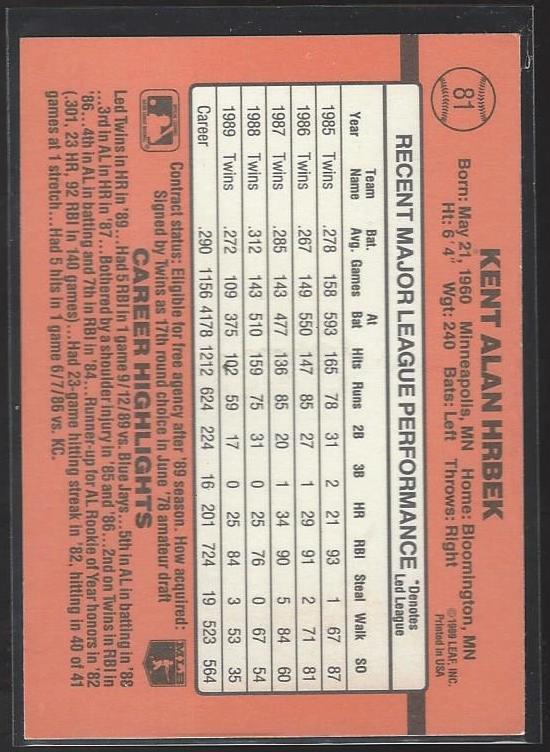 81
KENT ALAN HRBEK
Born: May 21, 1960 Minneapolis, MN Home: Bloomington, MN
Ht: 6'4" Wgt: 240 Bats: Left Throws: Right
©1989 LEAF, INC.
Printed in USA
RECENT MAJOR LEAGUE PERFORMANCE *Denotes Led League
Year Team Name Bat. Avg. Games At Bat Hits Runs 2B 3B HR RBI Steal Walk SO
1985 Twins .278 158 593 165 78 31 2 21 93 1 67 87
1986 Twins .267 149 550 147 85 27 1 29 91 2 71 81
1987 Twins .285 143 477 136 85 20 1 34 90 5 84 60
1988 Twins .312 143 510 159 75 31 0 25 76 0 67 54
1989 Twins .272 109 375 102 59 17 0 25 84 3 53 35
Career .290 1156 4178 1212 624 224 16 201 724 19 523 564
Contract status: Eligible for free agency after '89 season. How acquired:
Signed by Twins as 17th round choice in June '78 amateur draft
CAREER HIGHLIGHTS
Led Twins in HR in '89...Had 5 RBI in 1 game 9/12/89 vs. Blue Jays...5th in AL in batting in '88
...3rd in AL in HR in '87...Bothered by a shoulder injury in '85 and '86...2nd on Twins in RBI in
'86...4th in AL in batting and 7th in RBI in '84...Runner-up for AL Rookie of Year honors in '82
(.301, 23 HR, 92 RBI in 140 games)...Had 23-game hitting streak in '82, hitting in 40 of 41
games at 1 stretch...Had 5 hits in 1 game 6/7/86 vs. KC.